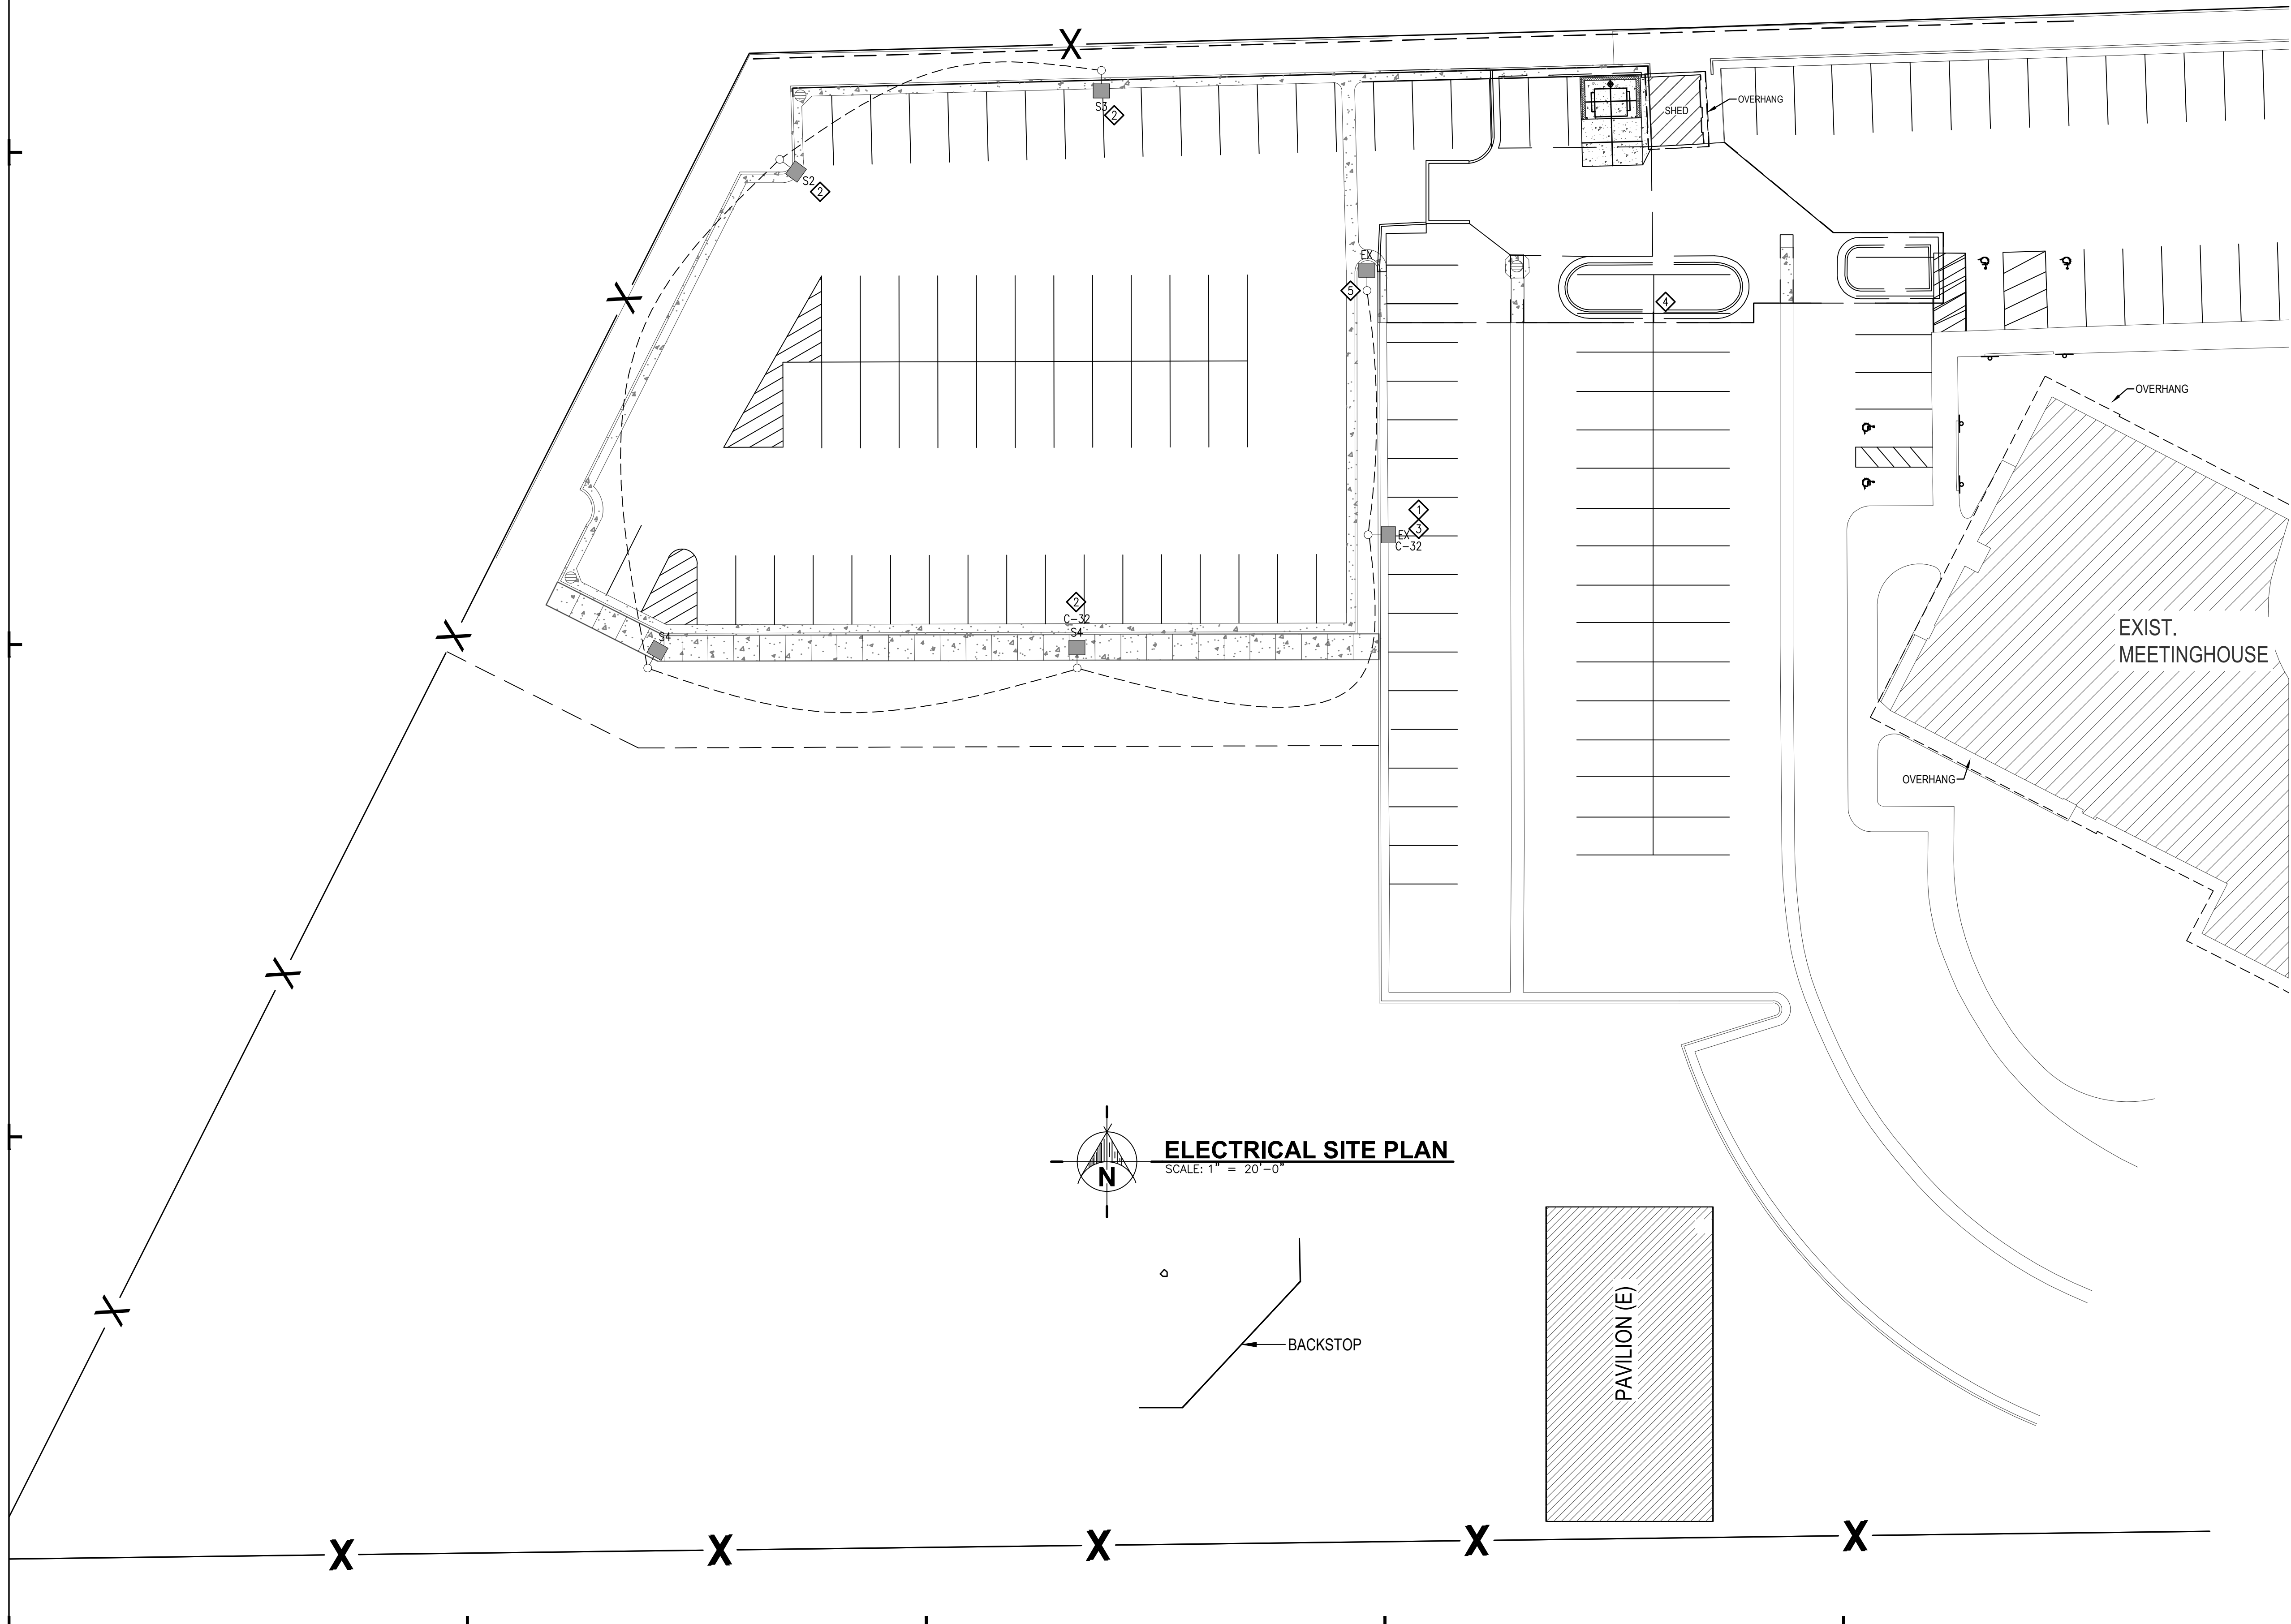 X
S3
2
SHED
OVERHANG
S2
2
EX
5
4
X
OVERHANG
1
3
EX
C-32
2
C-32
S4
S4
X
EXIST.
MEETINGHOUSE
OVERHANG
X
N
ELECTRICAL SITE PLAN
SCALE: 1" = 20'-0"
X
BACKSTOP
PAVILION (E)
X
X
X
X
X